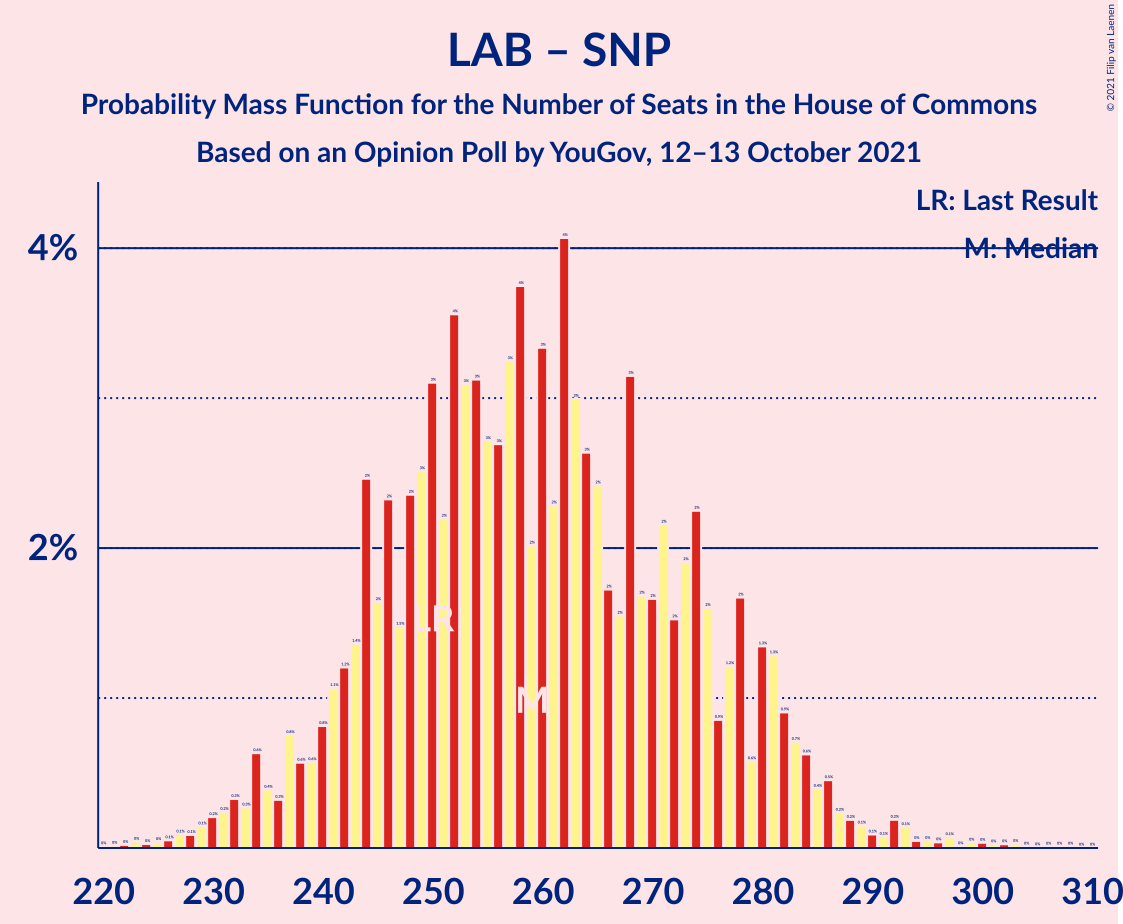 LAB – SNP
Probability Mass Function for the Number of Seats in the House of Commons
Based on an Opinion Poll by YouGov, 12–13 October 2021
© 2021 Filip van Laenen
LR: Last Result
M: Median
4%
2%
LR
M
220 230 240 250 260 270 280 290 300 310